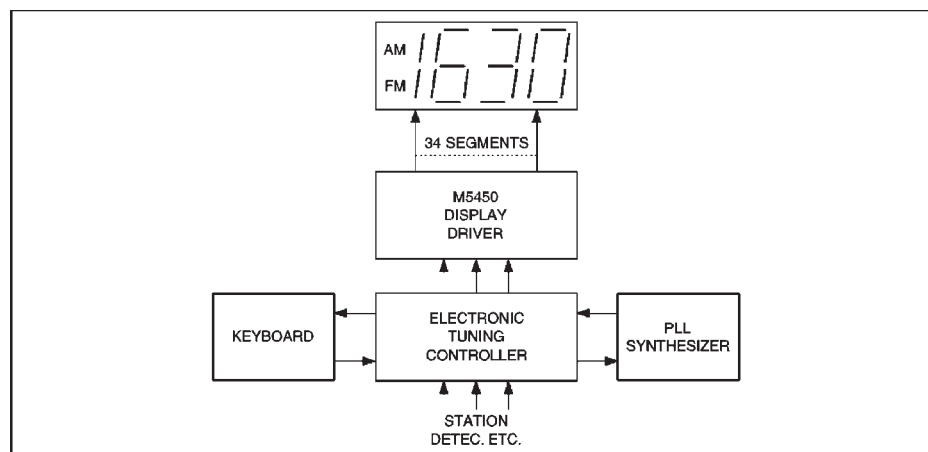 AM
FM
1630
34 SEGMENTS
M5450
DISPLAY
DRIVER
KEYBOARD
ELECTRONIC
TUNING
CONTROLLER
PLL
SYNTHESIZER
STATION
DETEC. ETC.